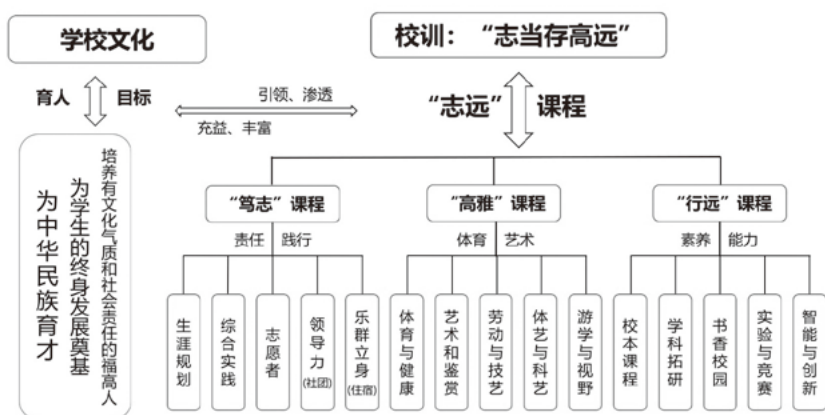 学校文化
校训：“志当存高远”
育人 目标
引领、渗透
充益、丰富
“志远” 课程
为中华民族育才
为学生的终身发展奠基
培养有文化气质和社会责任的福高人
“笃志”课程
“高雅”课程
“行远”课程
责任 践行
体育 艺术
素养 能力
生涯规划
综合实践
志愿者
领导力(社团)
乐群立身(住宿)
体育与健康
艺术和鉴赏
劳动与技艺
体艺与科艺
游学与视野
校本课程
学科拓研
书香校园
实验与竞赛
智能与创新